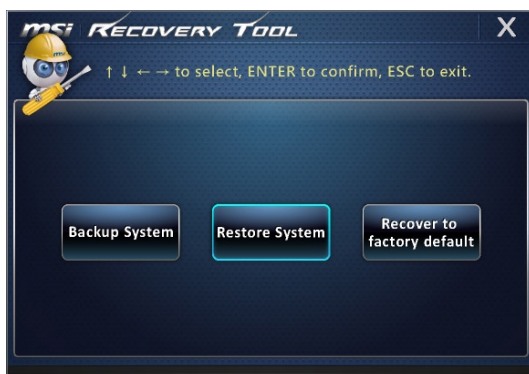 msi RECOVERY TOOL X
↑ ↓ ← → to select, ENTER to confirm, ESC to exit.
Backup System
Restore System
Recover to
factory default